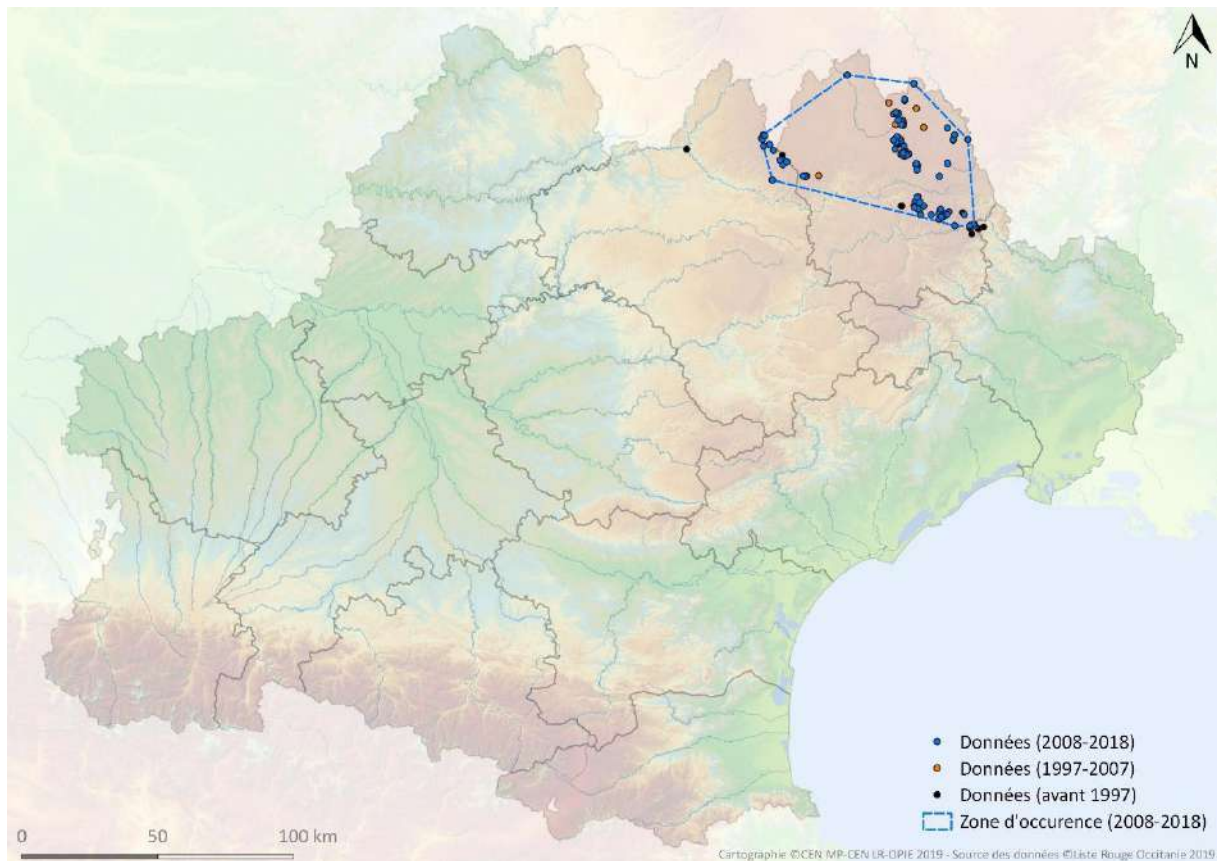 N
Données (2008-2018)
Données (1997-2007)
Données (avant 1997)
Zone d'occurence (2008-2018)
0 50 100 km
Cartographie ©CEN MP-CEN LR-OPIE 2019 - Source des données ©Liste Rouge Occitanie 2019